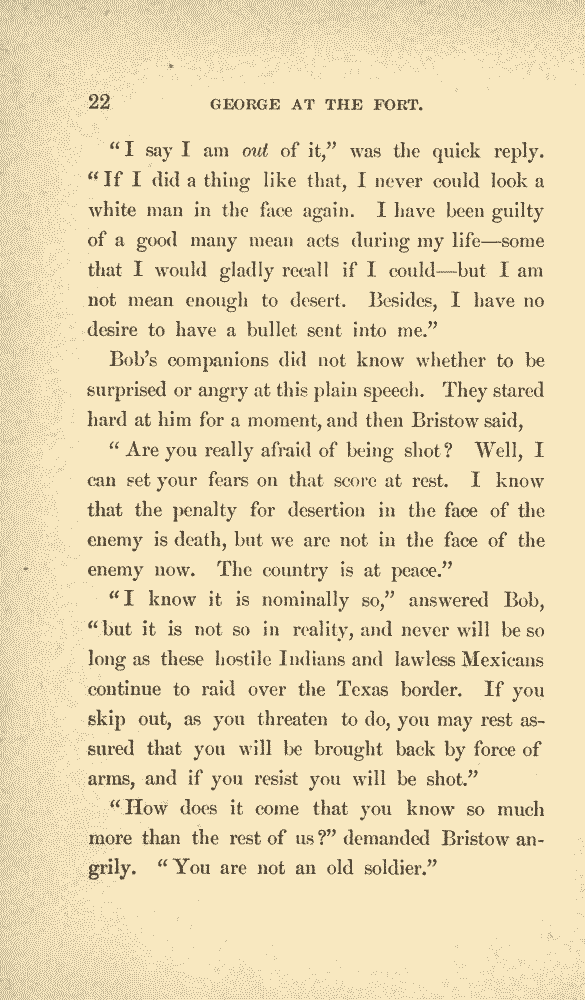 22 GEORGE AT THE FORT.
“I say I am out of it,” was the quick reply.
“If I did a thing like that, I never could look a
white man in the face again. I have been guilty
of a good many mean acts during my life—some
that I would gladly recall if I could—but I am
not mean enough to desert. Besides, I have no
desire to have a bullet sent into me.”
Bob’s companions did not know whether to be
surprised or angry at this plain speech. They stared
hard at him for a moment, and then Bristow said,
“Are you really afraid of being shot? Well, I
can set your fears on that score at rest. I know
that the penalty for desertion in the face of the
enemy is death, but we are not in the face of the
enemy now. The country is at peace.”
“I know it is nominally so,” answered Bob,
“but it is not so in reality, and never will be so
long as these hostile Indians and lawless Mexicans
continue to raid over the Texas border. If you
skip out, as you threaten to do, you may rest as-
sured that you will be brought back by force of
arms, and if you resist you will be shot.”
“How does it come that you know so much
more than the rest of us?” demanded Bristow an-
grily. “You are not an old soldier.”